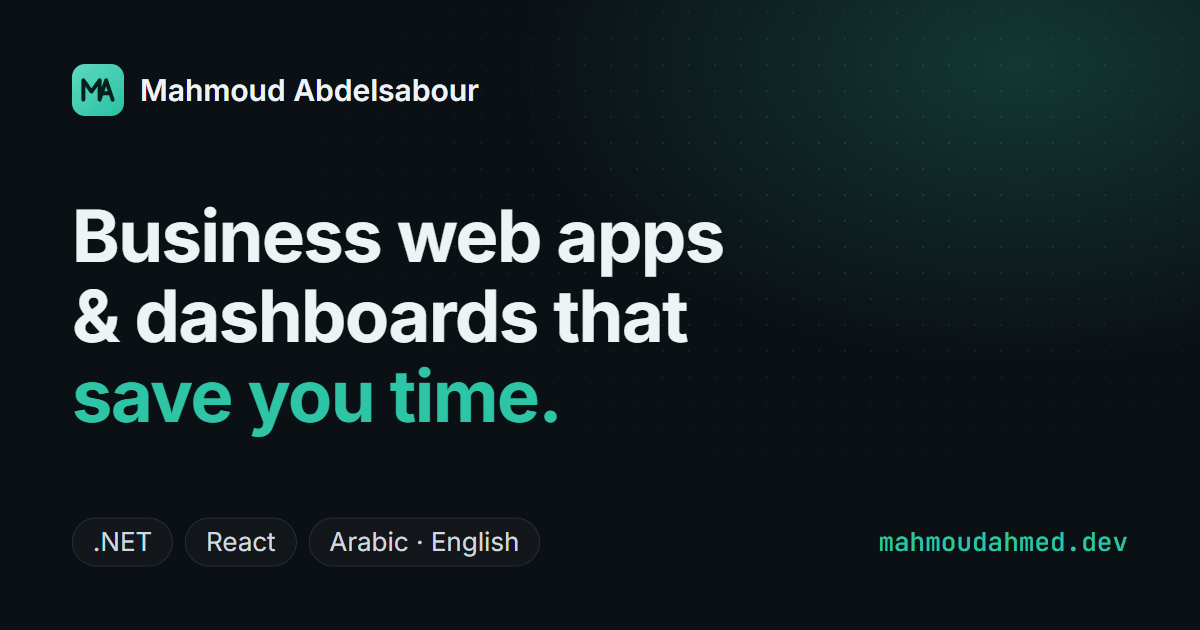 MA
Mahmoud Abdelsabour
Business web apps
& dashboards that
save you time.
.NET
React
Arabic · English
mahmoudahmed.dev